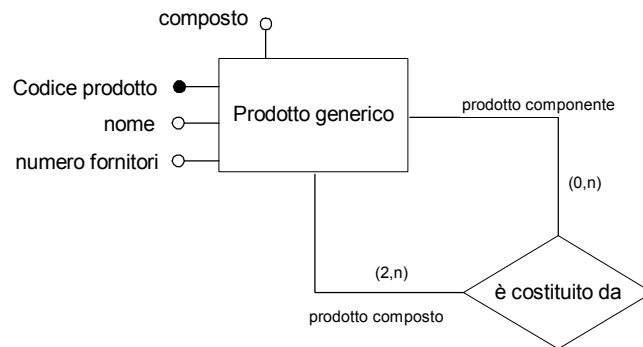 composto
Codice prodotto
nome
numero fornitori
Prodotto generico
prodotto componente
(0,n)
(2,n)
è costituito da
prodotto composto